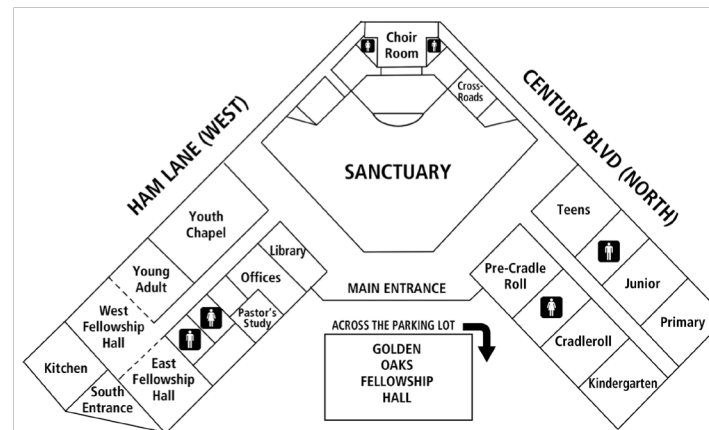 Choir
Room
Cross-
Roads
HAM LANE (WEST)
CENTURY BLVD (NORTH)
SANCTUARY
Youth
Chapel
Teens
Library
Offices
Young
Adult
Pastor's
Study
MAIN ENTRANCE
Pre-Cradle
Roll
Junior
West
Fellowship
Hall
Primary
ACROSS THE PARKING LOT
GOLDEN
OAKS
FELLOWSHIP
HALL
Cradleroll
Kitchen
East
Fellowship
Hall
Kindergarten
South
Entrance